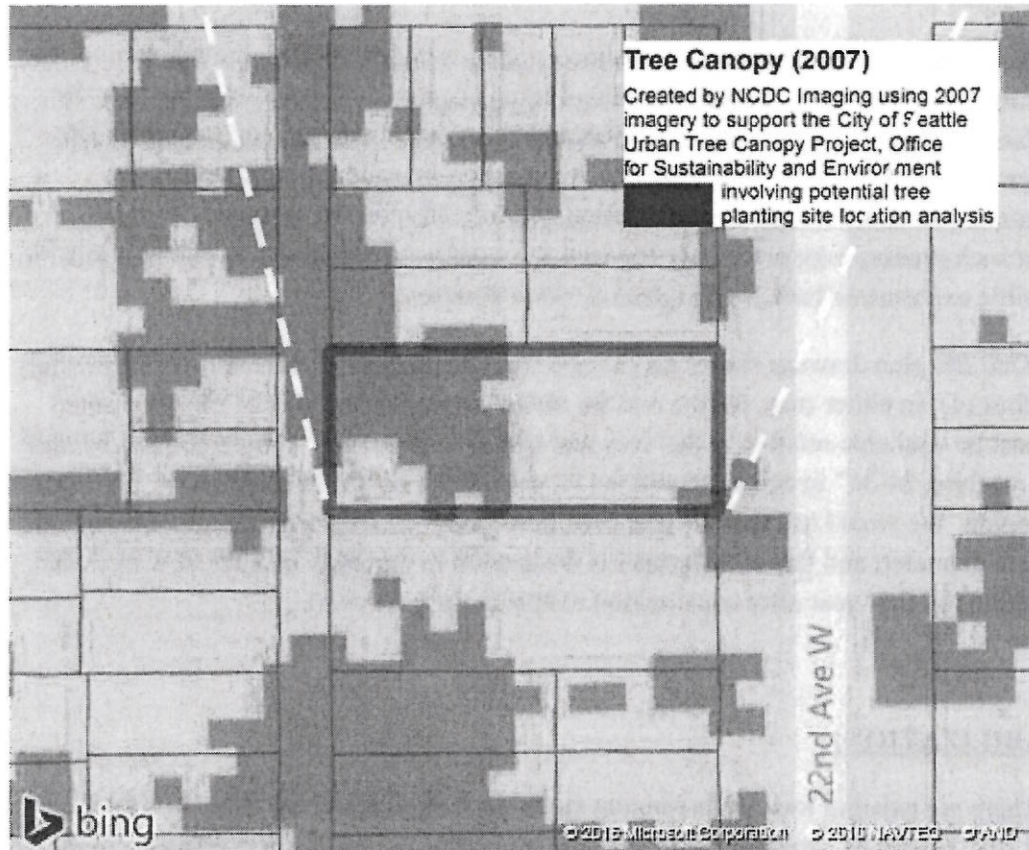 Tree Canopy (2007)
Created by NCDC Imaging using 2007
imagery to support the City of Seattle
Urban Tree Canopy Project, Office
for Sustainability and Environment
involving potential tree
planting site location analysis
22nd Ave W
bing
© 2016 Microsoft Corporation © 2010 NAVTEQ © AND